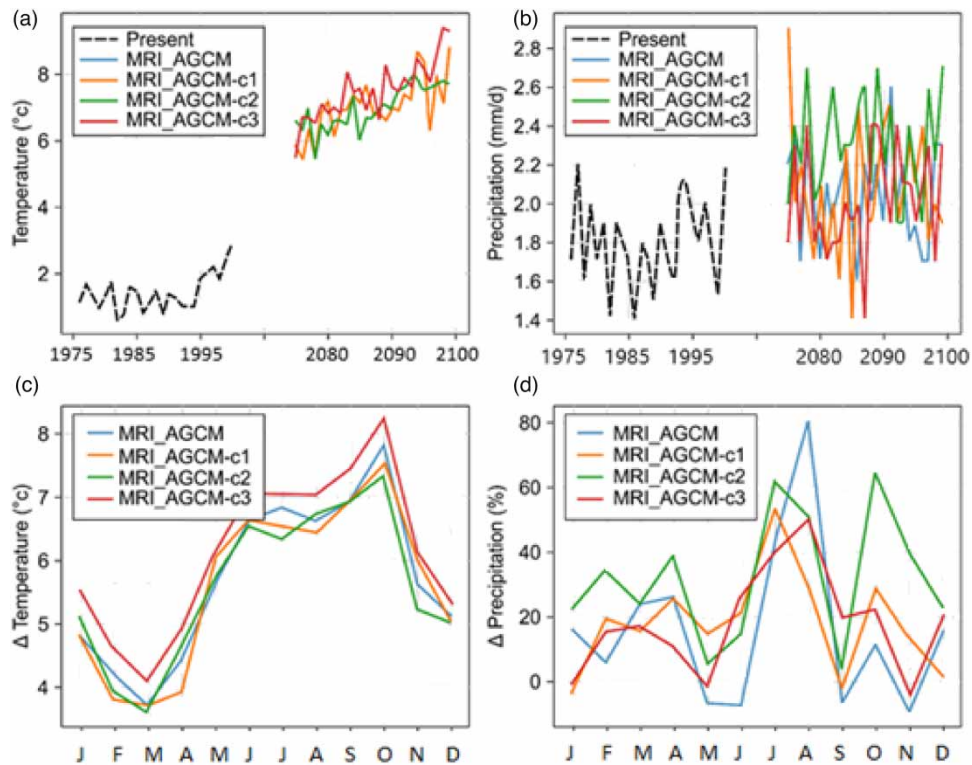 (a)
Present
MRI_AGCM
MRI_AGCM-c1
MRI_AGCM-c2
MRI_AGCM-c3
Temperature (°c)
8
6
4
2
1975 1985 1995 2080 2090 2100
(b)
Present
MRI_AGCM
MRI_AGCM-c1
MRI_AGCM-c2
MRI_AGCM-c3
Precipitation (mm/d)
2.8
2.6
2.4
2.2
2.0
1.8
1.6
1.4
1975 1985 1995 2080 2090 2100
(c)
MRI_AGCM
MRI_AGCM-c1
MRI_AGCM-c2
MRI_AGCM-c3
Δ Temperature (°c)
8
7
6
5
4
J F M A M J J A S O N D
(d)
MRI_AGCM
MRI_AGCM-c1
MRI_AGCM-c2
MRI_AGCM-c3
Δ Precipitation (%)
80
60
40
20
0
J F M A M J J A S O N D